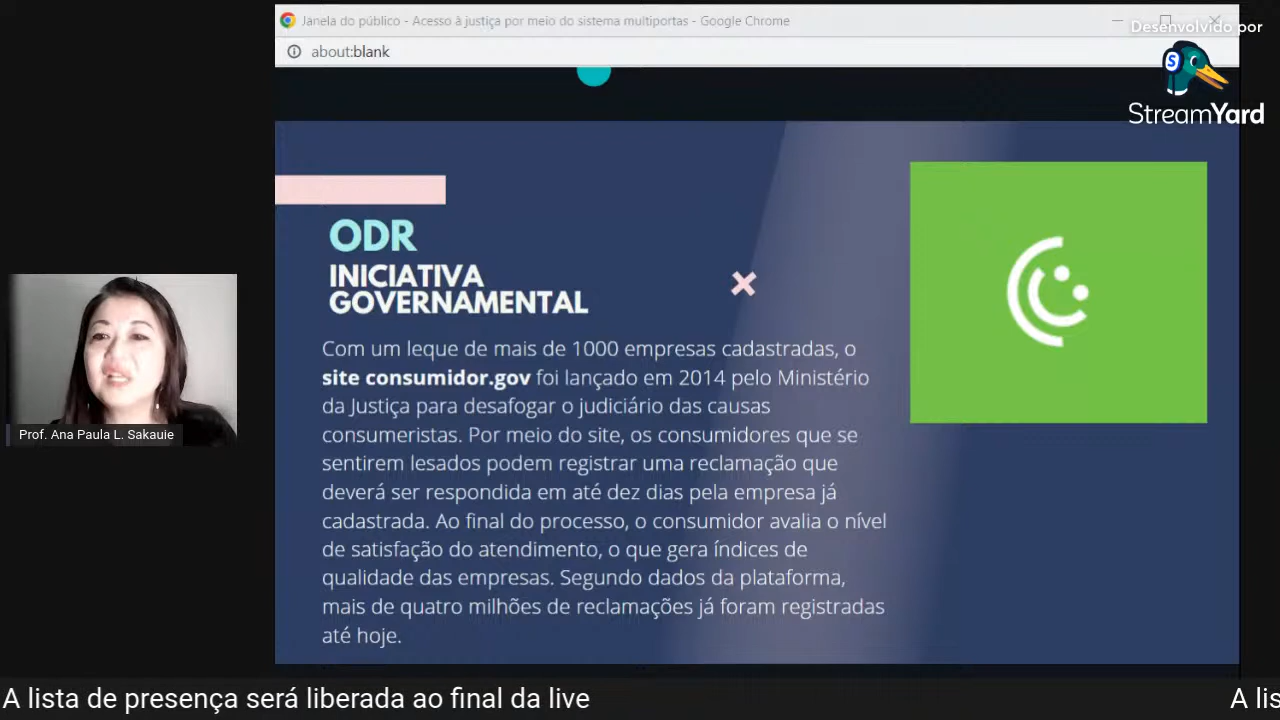 Janela do público - Acesso à justiça por meio do sistema multiportas - Google Chrome
Desenvolvido por
about:blank
StreamYard
ODR
INICIATIVA
GOVERNAMENTAL
Com um leque de mais de 1000 empresas cadastradas, o
site consumidor.gov foi lançado em 2014 pelo Ministério
da Justiça para desafogar o judiciário das causas
consumeristas. Por meio do site, os consumidores que se
sentirem lesados podem registrar uma reclamação que
deverá ser respondida em até dez dias pela empresa já
cadastrada. Ao final do processo, o consumidor avalia o nível
de satisfação do atendimento, o que gera índices de
qualidade das empresas. Segundo dados da plataforma,
mais de quatro milhões de reclamações já foram registradas
até hoje.
Prof. Ana Paula L. Sakauie
A lista de presença será liberada ao final da live
A lis